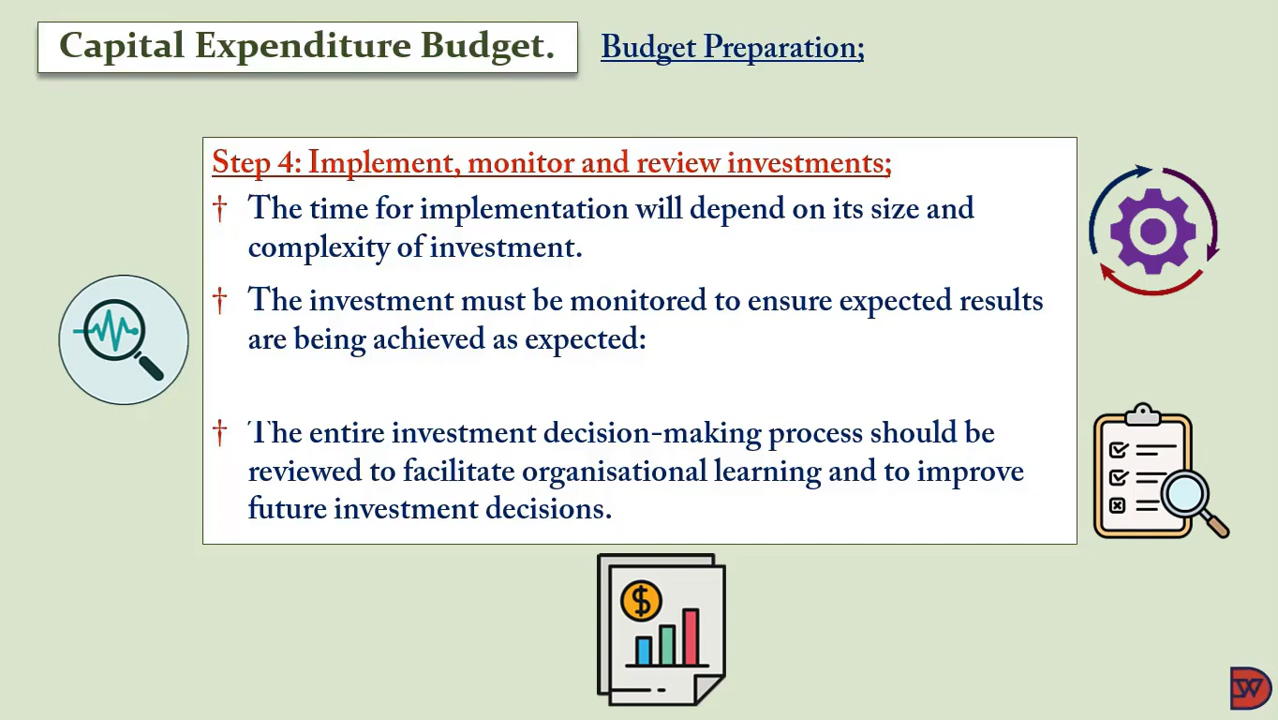 Capital Expenditure Budget.
Budget Preparation;
Step 4: Implement, monitor and review investments;
† The time for implementation will depend on its size and
complexity of investment.
† The investment must be monitored to ensure expected results
are being achieved as expected:
† The entire investment decision-making process should be
reviewed to facilitate organisational learning and to improve
future investment decisions.
$
W